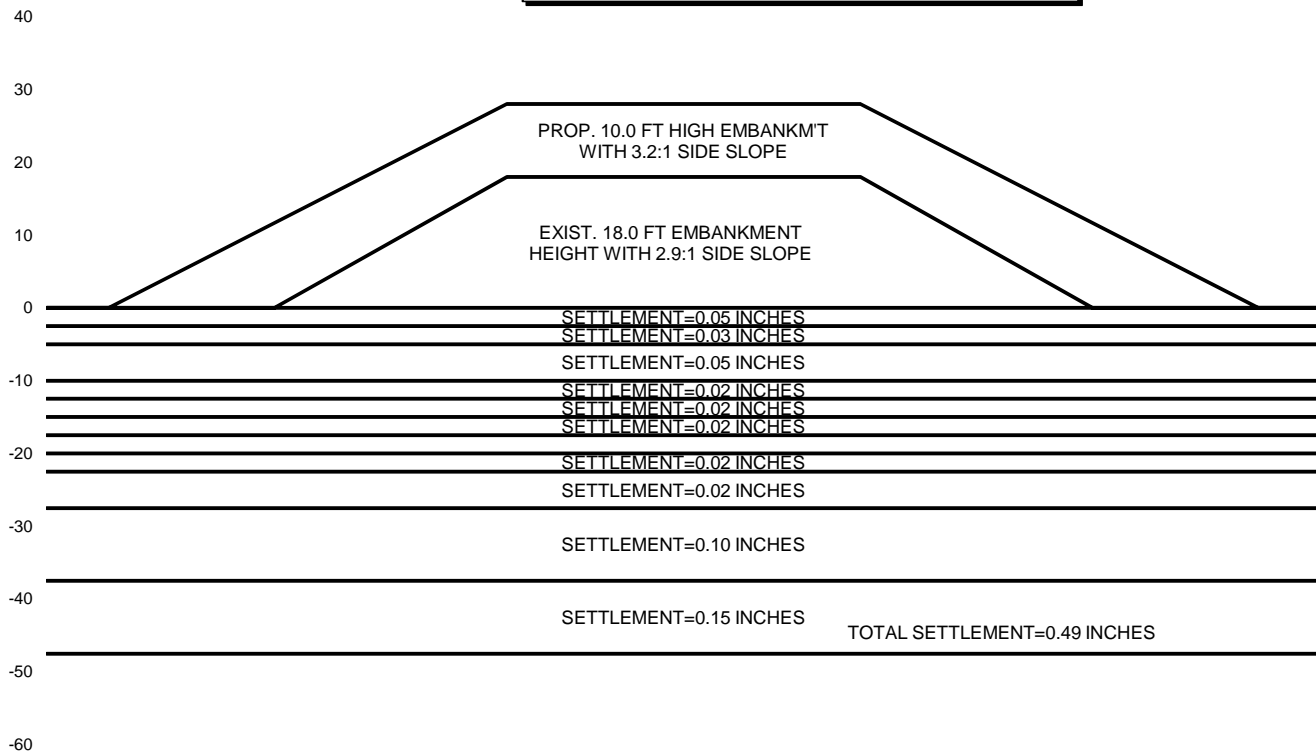 40
30
PROP. 10.0 FT HIGH EMBANKM'T
WITH 3.2:1 SIDE SLOPE
20
EXIST. 18.0 FT EMBANKMENT
HEIGHT WITH 2.9:1 SIDE SLOPE
10
0
SETTLEMENT=0.05 INCHES
SETTLEMENT=0.03 INCHES
SETTLEMENT=0.05 INCHES
-10
SETTLEMENT=0.02 INCHES
SETTLEMENT=0.02 INCHES
SETTLEMENT=0.02 INCHES
-20
SETTLEMENT=0.02 INCHES
SETTLEMENT=0.02 INCHES
-30
SETTLEMENT=0.10 INCHES
-40
SETTLEMENT=0.15 INCHES
TOTAL SETTLEMENT=0.49 INCHES
-50
-60